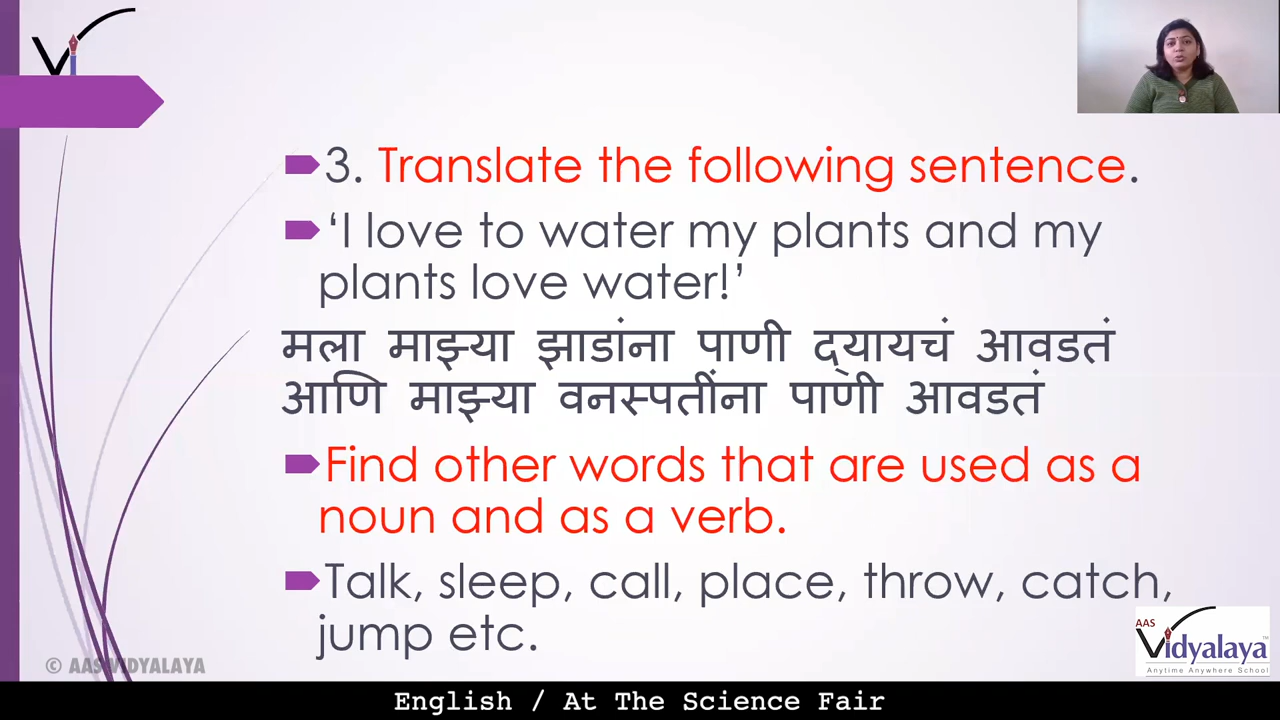 3. Translate the following sentence.
‘I love to water my plants and my
plants love water!’
मला माझ्या झाडांना पाणी द्यायचं आवडतं
आणि माझ्या वनस्पतींना पाणी आवडतं
Find other words that are used as a
noun and as a verb.
Talk, sleep, call, place, throw, catch,
jump etc.
AAS
Vidyalaya™
Anytime Anywhere School
© AAS VIDYALAYA
English / At The Science Fair